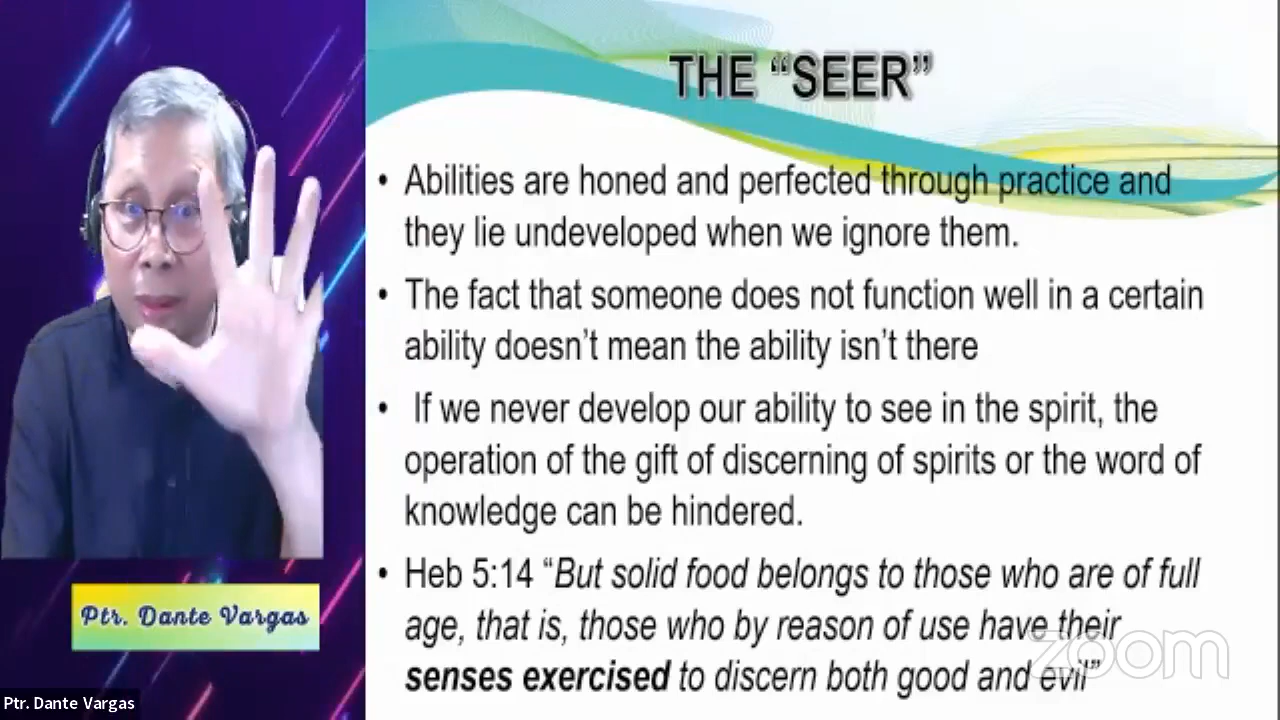 THE “SEER”
• Abilities are honed and perfected through practice and
they lie undeveloped when we ignore them.
• The fact that someone does not function well in a certain
ability doesn’t mean the ability isn’t there
• If we never develop our ability to see in the spirit, the
operation of the gift of discerning of spirits or the word of
knowledge can be hindered.
• Heb 5:14 “But solid food belongs to those who are of full
age, that is, those who by reason of use have their
senses exercised to discern both good and evil”
Ptr. Dante Vargas
zoom
Ptr. Dante Vargas